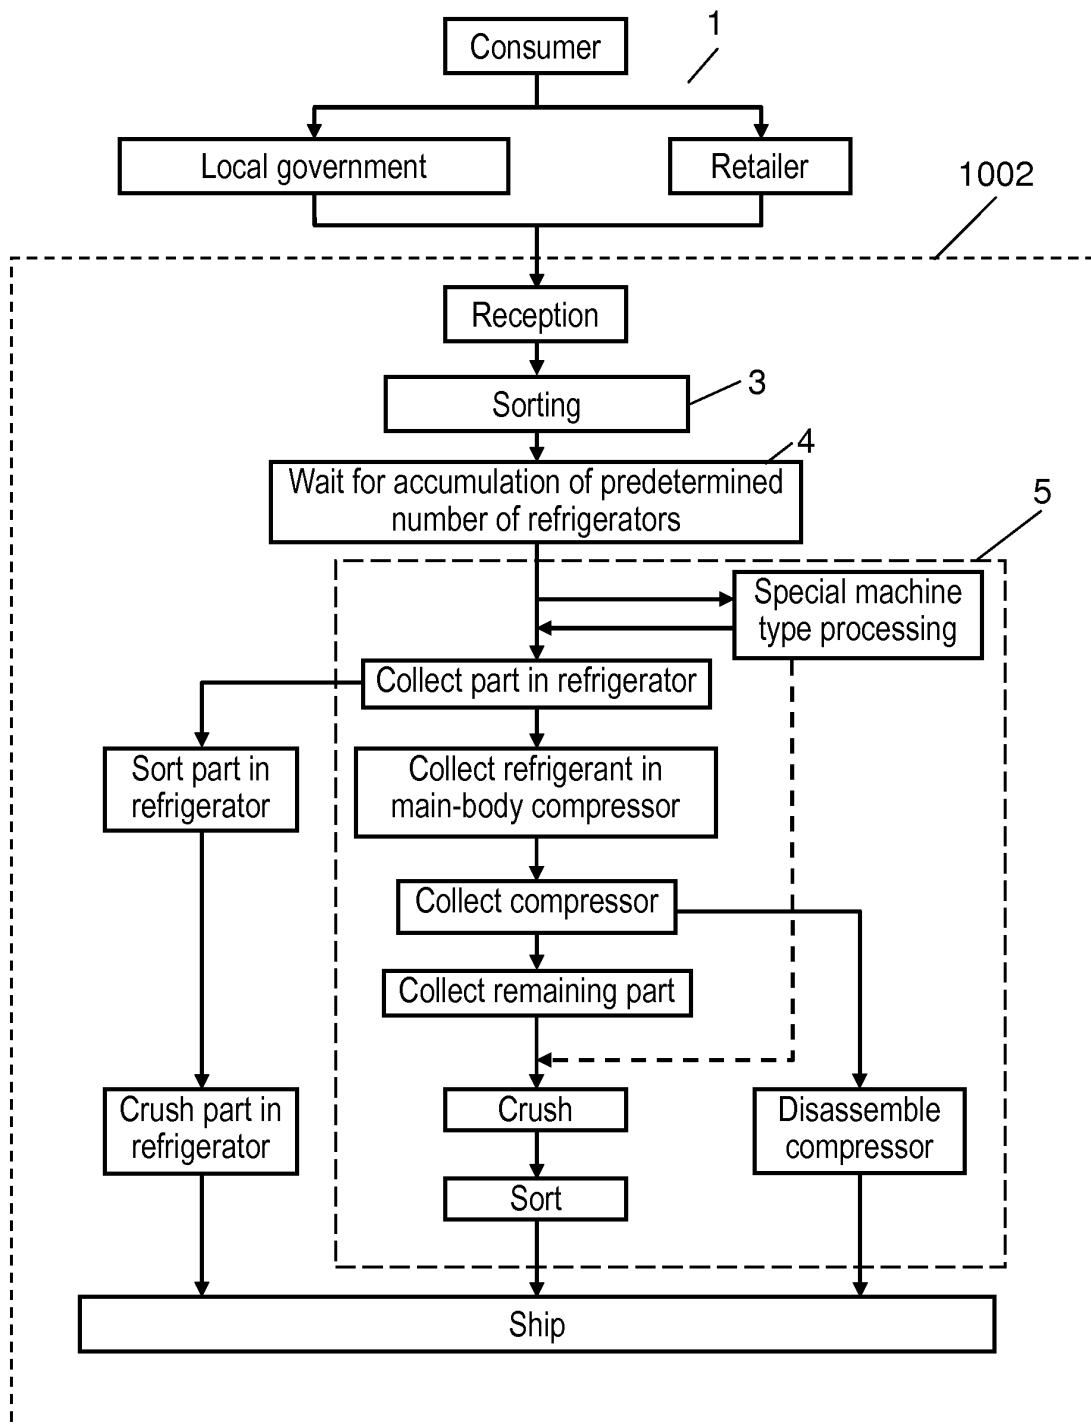 Consumer
1
Local government
Retailer
1002
Reception
Sorting
3
4
Wait for accumulation of predetermined
number of refrigerators
5
Special machine
type processing
Collect part in refrigerator
Sort part in
refrigerator
Collect refrigerant in
main-body compressor
Collect compressor
Collect remaining part
Crush part in
refrigerator
Crush
Disassemble
compressor
Sort
Ship